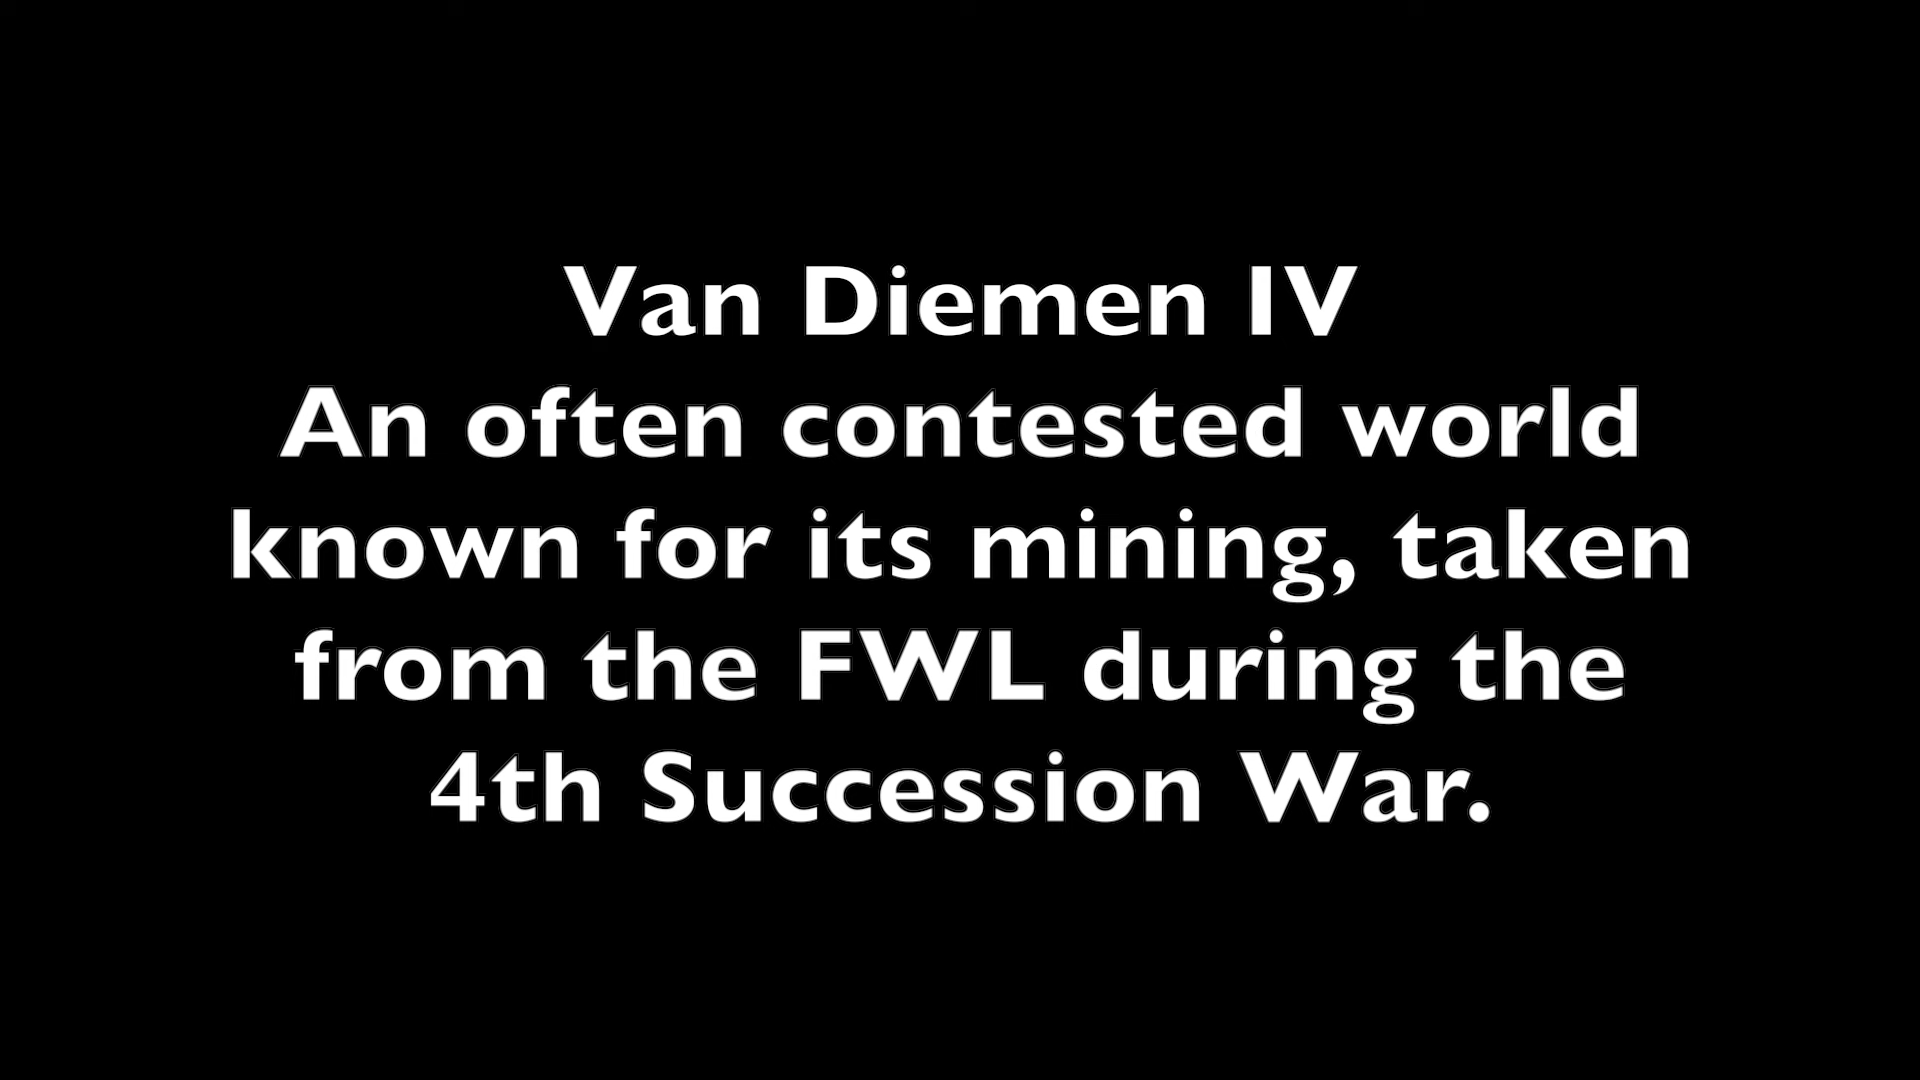 Van Diemen IV
An often contested world
known for its mining, taken
from the FWL during the
4th Succession War.